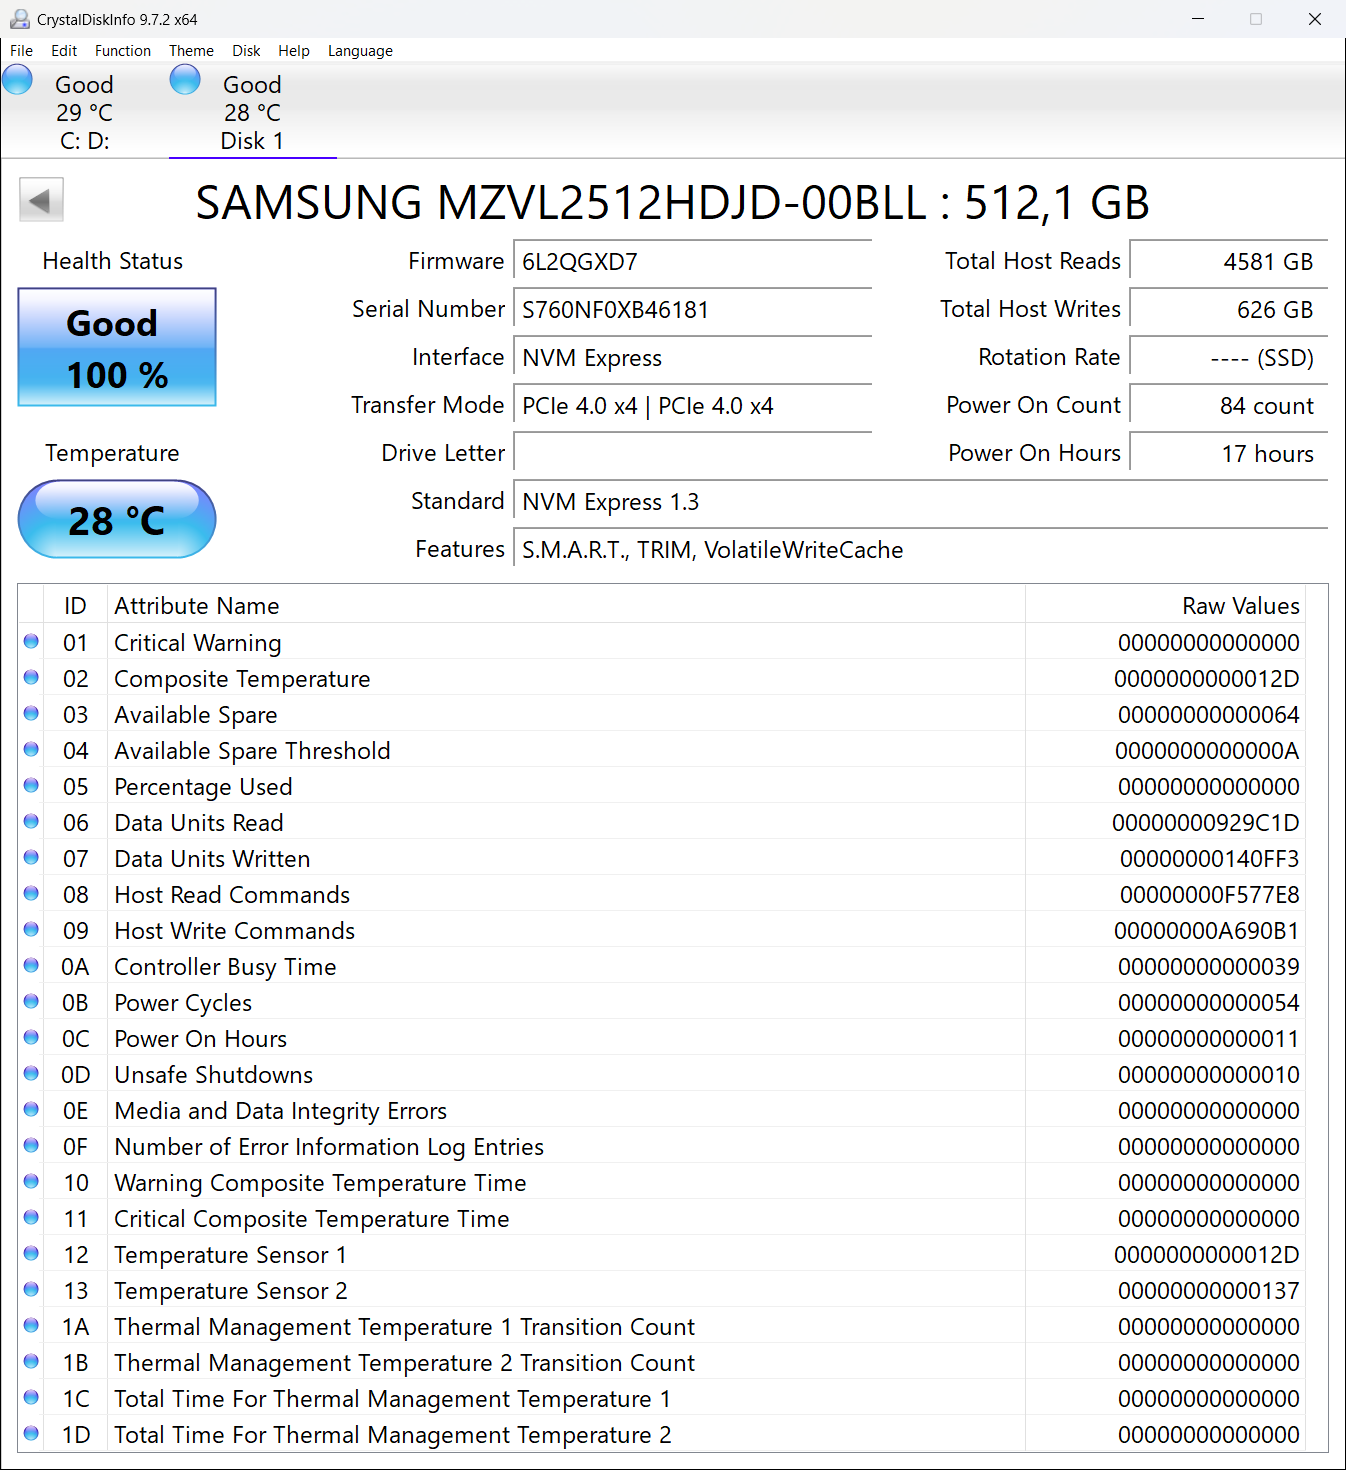 CrystalDiskInfo 9.7.2 x64
File Edit Function Theme Disk Help Language
Good Good
29 °C 28 °C
C: D: Disk 1
SAMSUNG MZVL2512HDJD-00BLL : 512,1 GB
Health Status Firmware 6L2QGXD7 Total Host Reads 4581 GB
Good Serial Number S760NF0XB46181 Total Host Writes 626 GB
100 % Interface NVM Express Rotation Rate ---- (SSD)
Transfer Mode PCIe 4.0 x4 | PCIe 4.0 x4 Power On Count 84 count
Temperature Drive Letter Power On Hours 17 hours
28 °C Standard NVM Express 1.3
Features S.M.A.R.T., TRIM, VolatileWriteCache
ID Attribute Name Raw Values
01 Critical Warning 00000000000000
02 Composite Temperature 0000000000012D
03 Available Spare 00000000000064
04 Available Spare Threshold 0000000000000A
05 Percentage Used 00000000000000
06 Data Units Read 00000000929C1D
07 Data Units Written 00000000140FF3
08 Host Read Commands 00000000F577E8
09 Host Write Commands 00000000A690B1
0A Controller Busy Time 00000000000039
0B Power Cycles 00000000000054
0C Power On Hours 00000000000011
0D Unsafe Shutdowns 00000000000010
0E Media and Data Integrity Errors 00000000000000
0F Number of Error Information Log Entries 00000000000000
10 Warning Composite Temperature Time 00000000000000
11 Critical Composite Temperature Time 00000000000000
12 Temperature Sensor 1 0000000000012D
13 Temperature Sensor 2 00000000000137
1A Thermal Management Temperature 1 Transition Count 00000000000000
1B Thermal Management Temperature 2 Transition Count 00000000000000
1C Total Time For Thermal Management Temperature 1 00000000000000
1D Total Time For Thermal Management Temperature 2 00000000000000